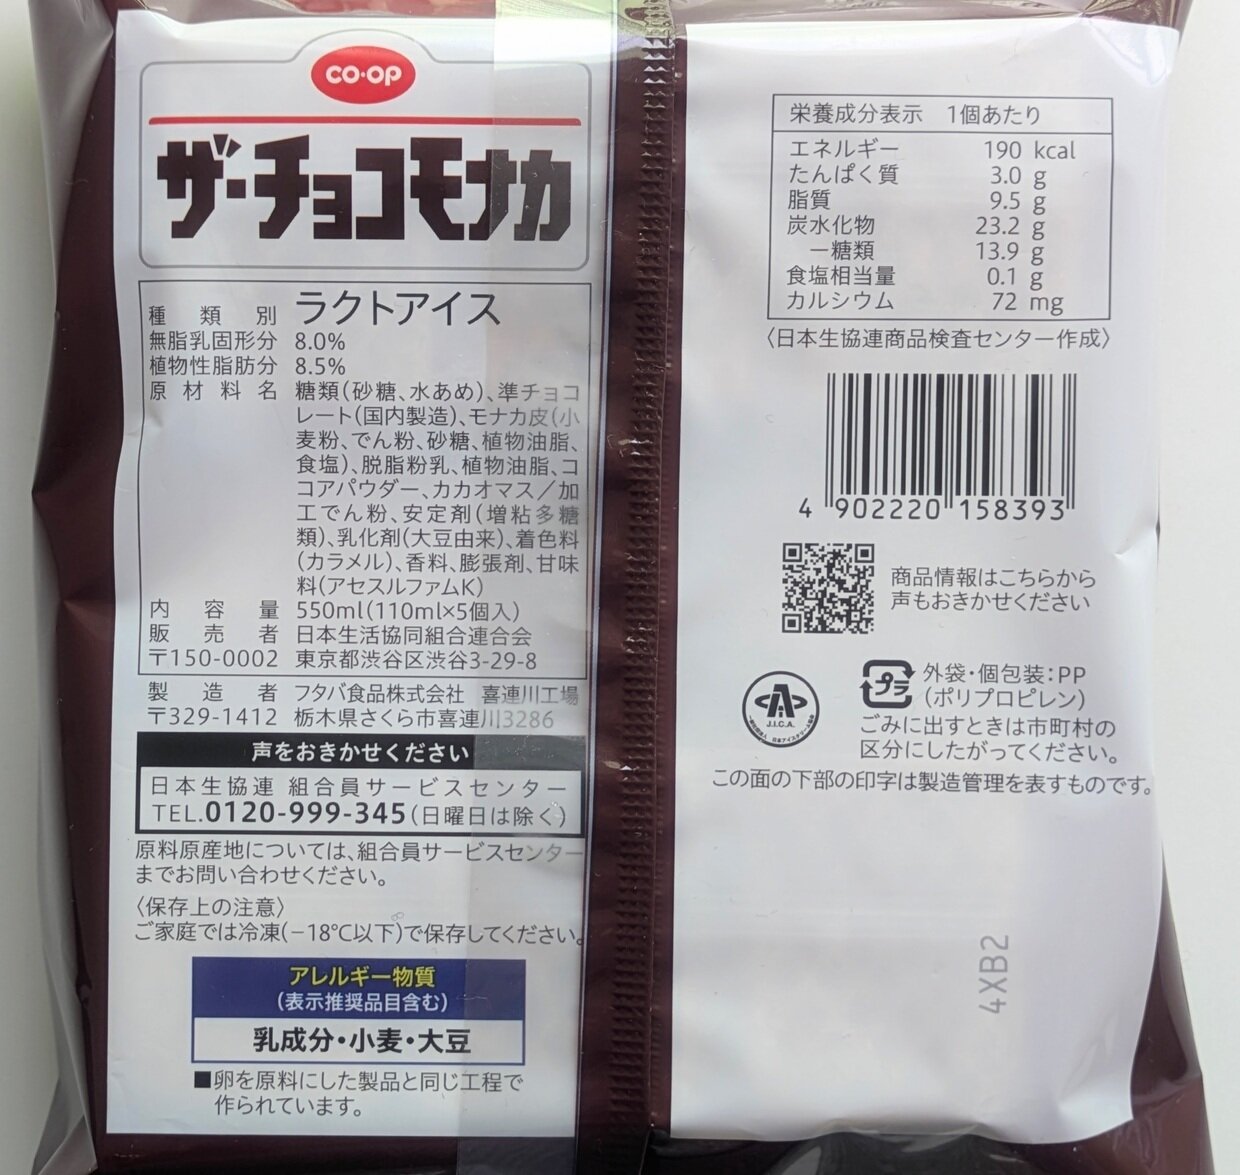 CO·OP
ザ・チョコモナカ
種類別 ラクトアイス
無脂乳固形分 8.0%
植物性脂肪分 8.5%
原材料名 糖類(砂糖、水あめ)、準チョコ
レート(国内製造)、モナカ皮(小
麦粉、でん粉、砂糖、植物油脂、
食塩)、脱脂粉乳、植物油脂、コ
コアパウダー、カカオマス/加
工でん粉、安定剤(増粘多糖
類)、乳化剤(大豆由来)、着色料
(カラメル)、香料、膨張剤、甘味
料(アセスルファムK)
内容量 550ml(110ml×5個入)
販売者 日本生活協同組合連合会
〒150-0002 東京都渋谷区渋谷3-29-8
製造者 フタバ食品株式会社 喜連川工場
〒329-1412 栃木県さくら市喜連川3286
声をおきかせください
日本生協連 組合員サービスセンター
TEL.0120-999-345(日曜日は除く)
原料原産地については、組合員サービスセンター
までお問い合わせください。
〈保存上の注意〉
ご家庭では冷凍(−18℃以下)で保存してください。
アレルギー物質
(表示推奨品目含む)
乳成分・小麦・大豆
■卵を原料にした製品と同じ工程で
作られています。
栄養成分表示 1個あたり
エネルギー 190 kcal
たんぱく質 3.0 g
脂質 9.5 g
炭水化物 23.2 g
ー糖類 13.9 g
食塩相当量 0.1 g
カルシウム 72 mg
〈日本生協連商品検査センター作成〉
4 902220 158393
商品情報はこちらから
声もおきかせください
J.I.C.A.
プラ
外袋・個包装：PP
(ポリプロピレン)
ごみに出すときは市町村の
区分にしたがってください。
この面の下部の印字は製造管理を表すものです。
4XB2